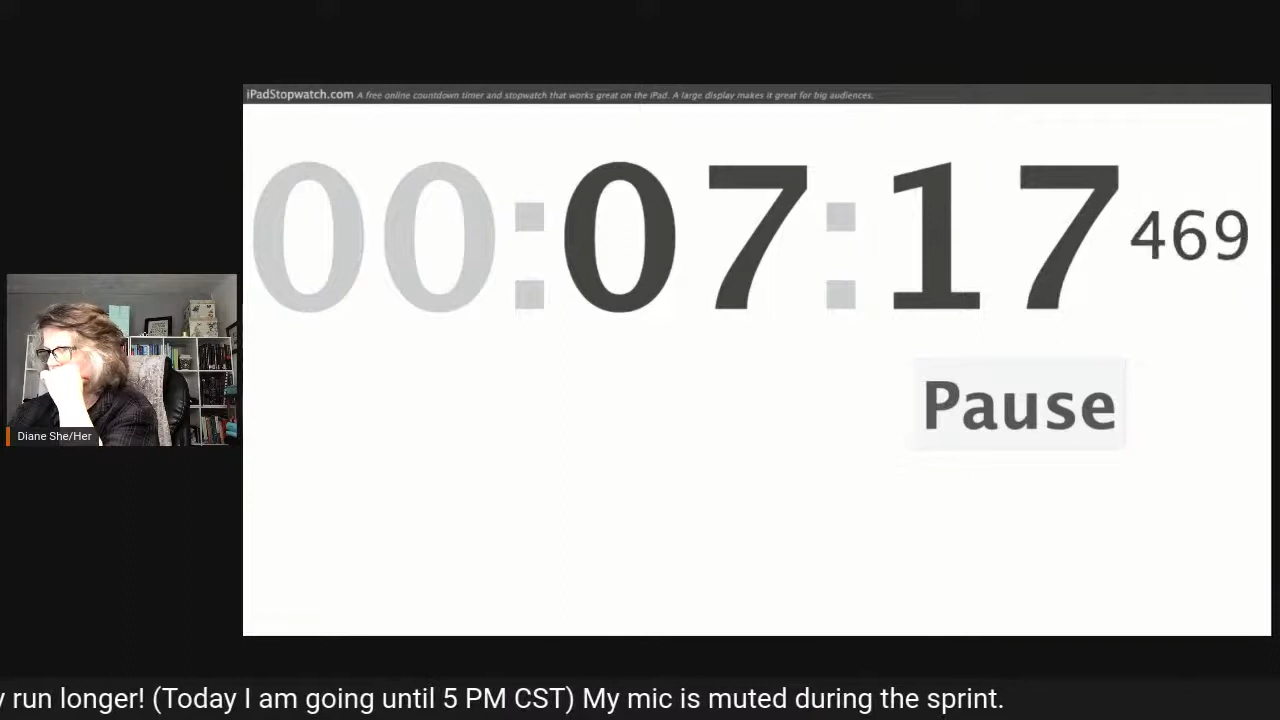 iPadStopwatch.com A free online countdown timer and stopwatch that works great on the iPad. A large display makes it great for big audiences.
00:07:17 469
Pause
Diane She/Her
run longer! (Today I am going until 5 PM CST) My mic is muted during the sprint.